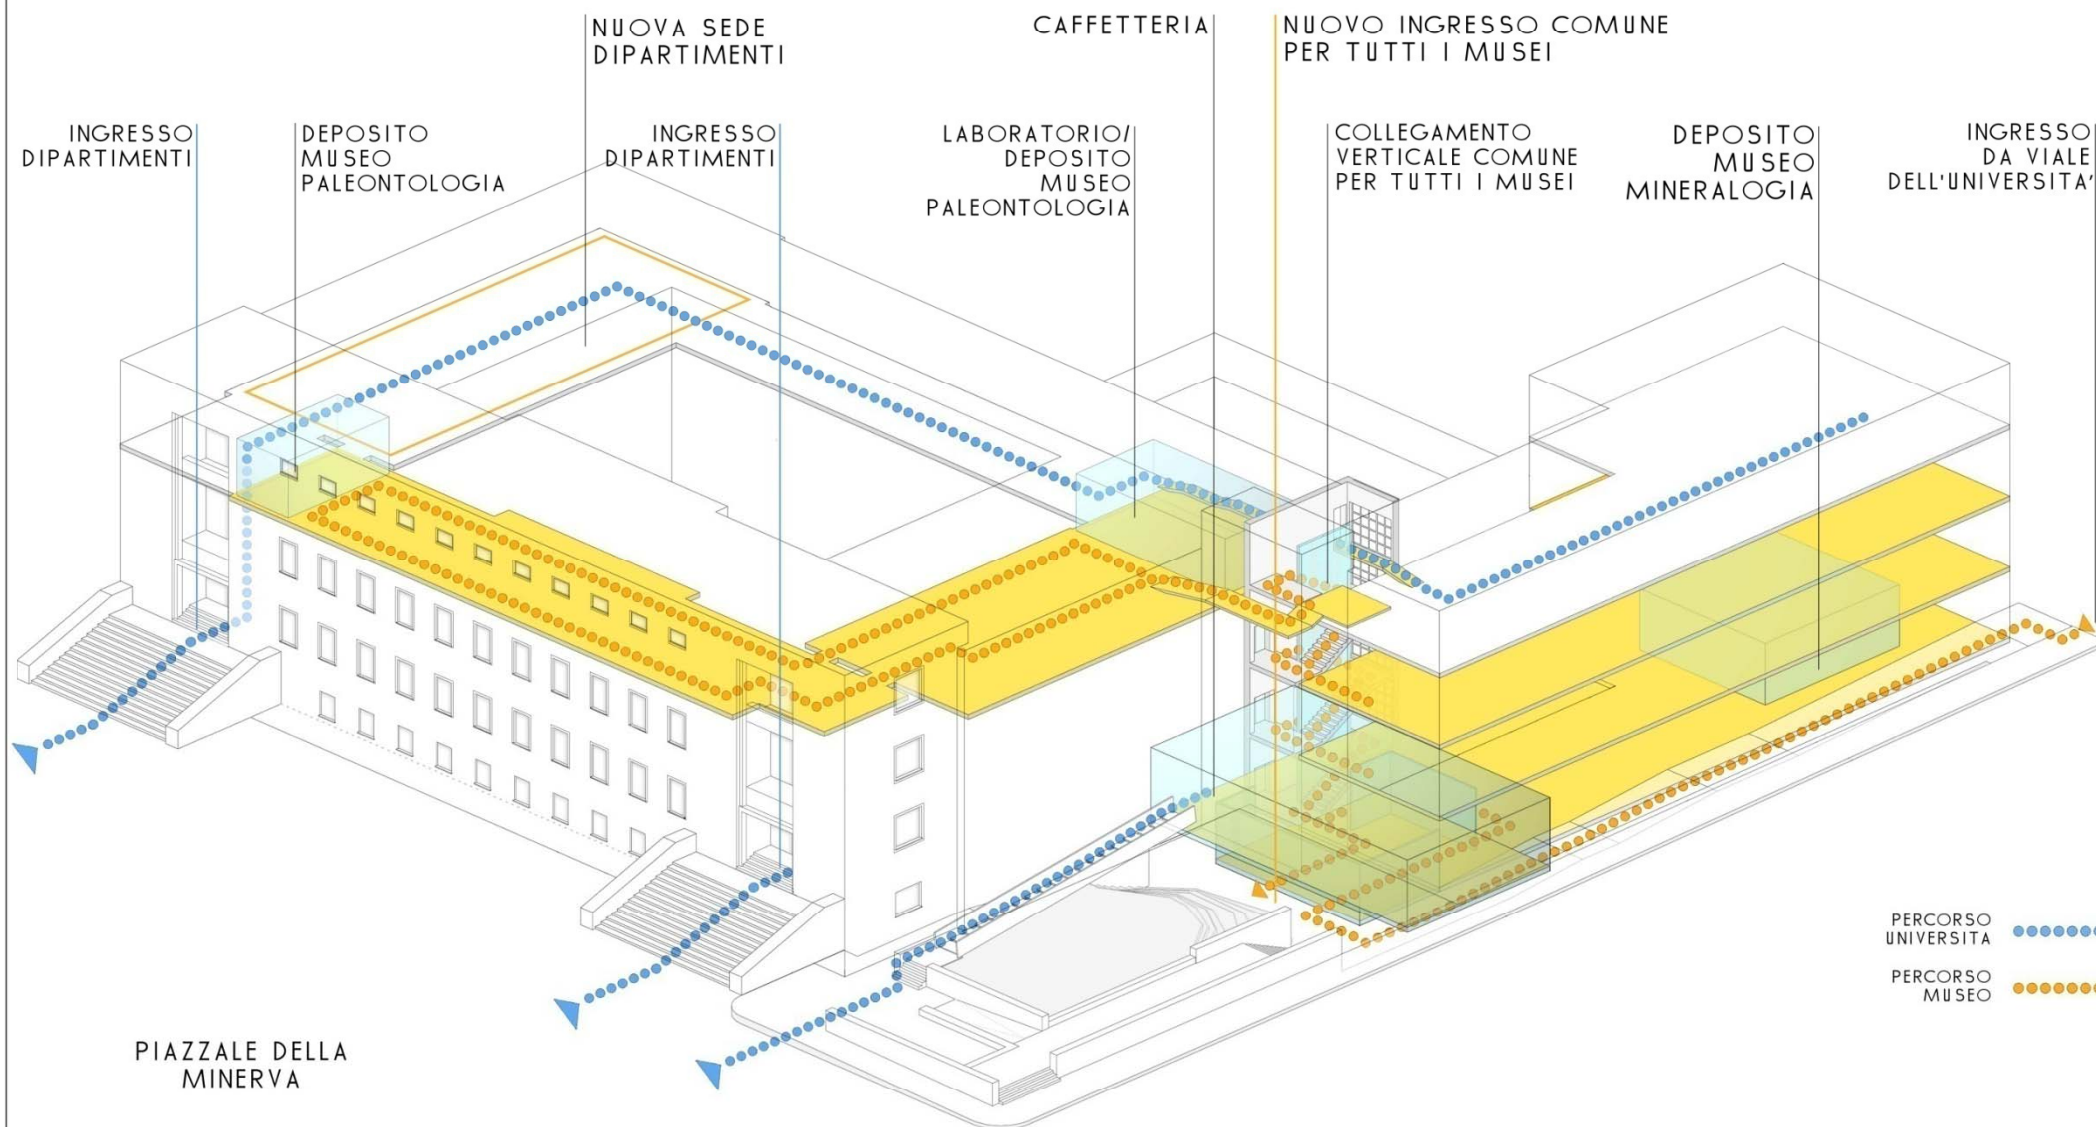 NUOVA SEDE
DIPARTIMENTI
CAFFETTERIA
NUOVO INGRESSO COMUNE
PER TUTTI I MUSEI
INGRESSO
DIPARTIMENTI
DEPOSITO
MUSEO
PALEONTOLOGIA
INGRESSO
DIPARTIMENTI
LABORATORIO/
DEPOSITO
MUSEO
PALEONTOLOGIA
COLLEGAMENTO
VERTICALE COMUNE
PER TUTTI I MUSEI
DEPOSITO
MUSEO
MINERALOGIA
INGRESSO
DA VIALE
DELL'UNIVERSITA'
PERCORSO
UNIVERSITA
PERCORSO
MUSEO
PIAZZALE DELLA
MINERVA